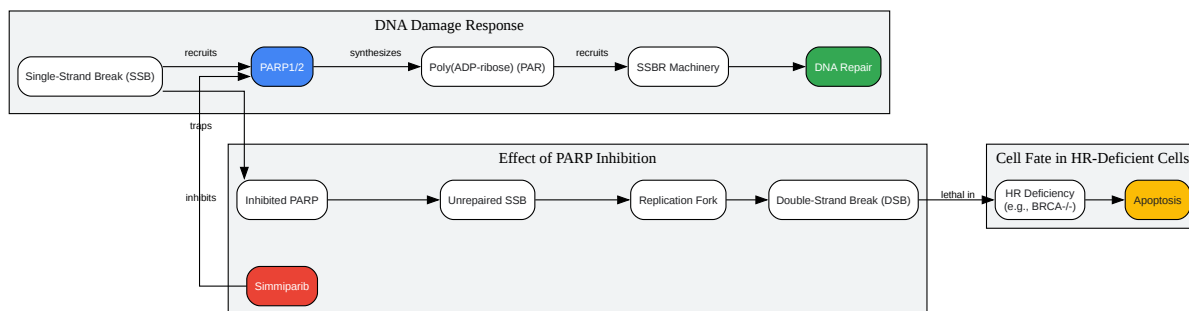 DNA Damage Response
recruits
synthesizes
recruits
Single-Strand Break (SSB)
PARP1/2
Poly(ADP-ribose) (PAR)
SSBR Machinery
DNA Repair
traps
Effect of PARP Inhibition
Cell Fate in HR-Deficient Cells
inhibits
Inhibited PARP
Unrepaired SSB
Replication Fork
Double-Strand Break (DSB)
lethal in
HR Deficiency
(e.g., BRCA-/-)
Apoptosis
Simmiparib